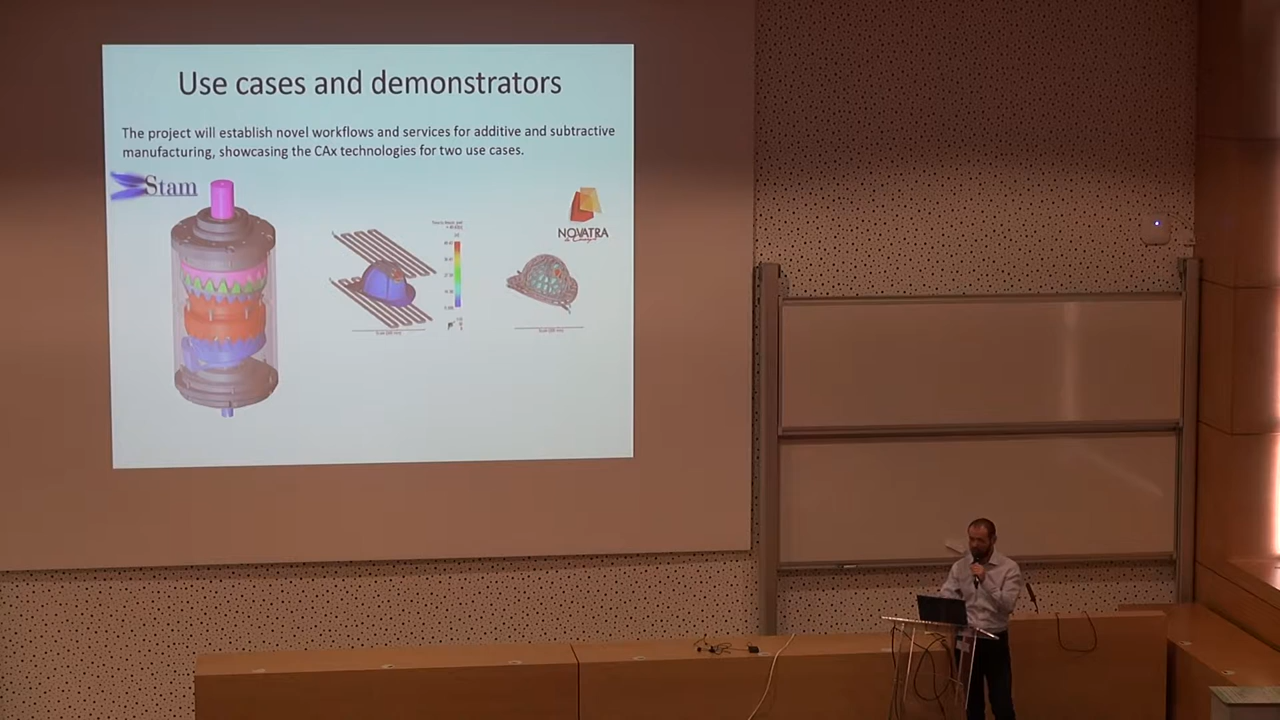 Use cases and demonstrators
The project will establish novel workflows and services for additive and subtractive
manufacturing, showcasing the CAx technologies for two use cases.
Stam
NOVATRA